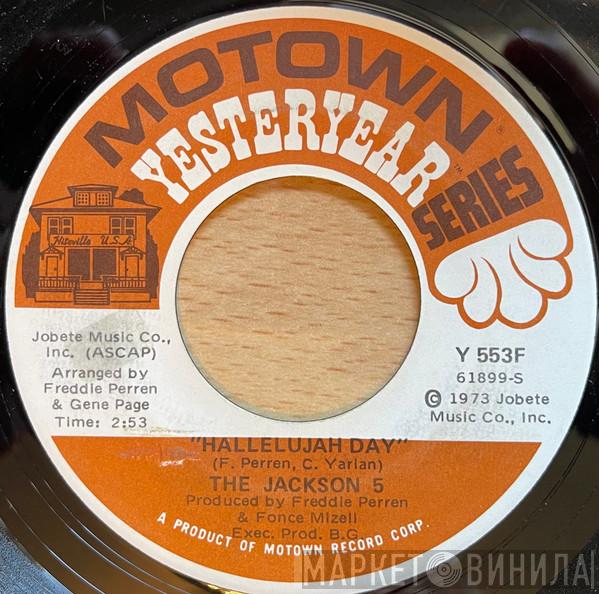 MOTOWN
YESTERYEAR™
SERIES
Hitsville U.S.A.
Jobete Music Co.,
Inc. (ASCAP)
Arranged by
Freddie Perren
& Gene Page
Time: 2:53
Y 553F
61899-S
© 1973 Jobete
Music Co., Inc.
"HALLELUJAH DAY"
(F. Perren, C. Yarian)
THE JACKSON 5
Produced by Freddie Perren
& Fonce Mizell
Exec. Prod. B.G.
A PRODUCT OF MOTOWN RECORD CORP.
МАРКЕТ ВИНИЛА